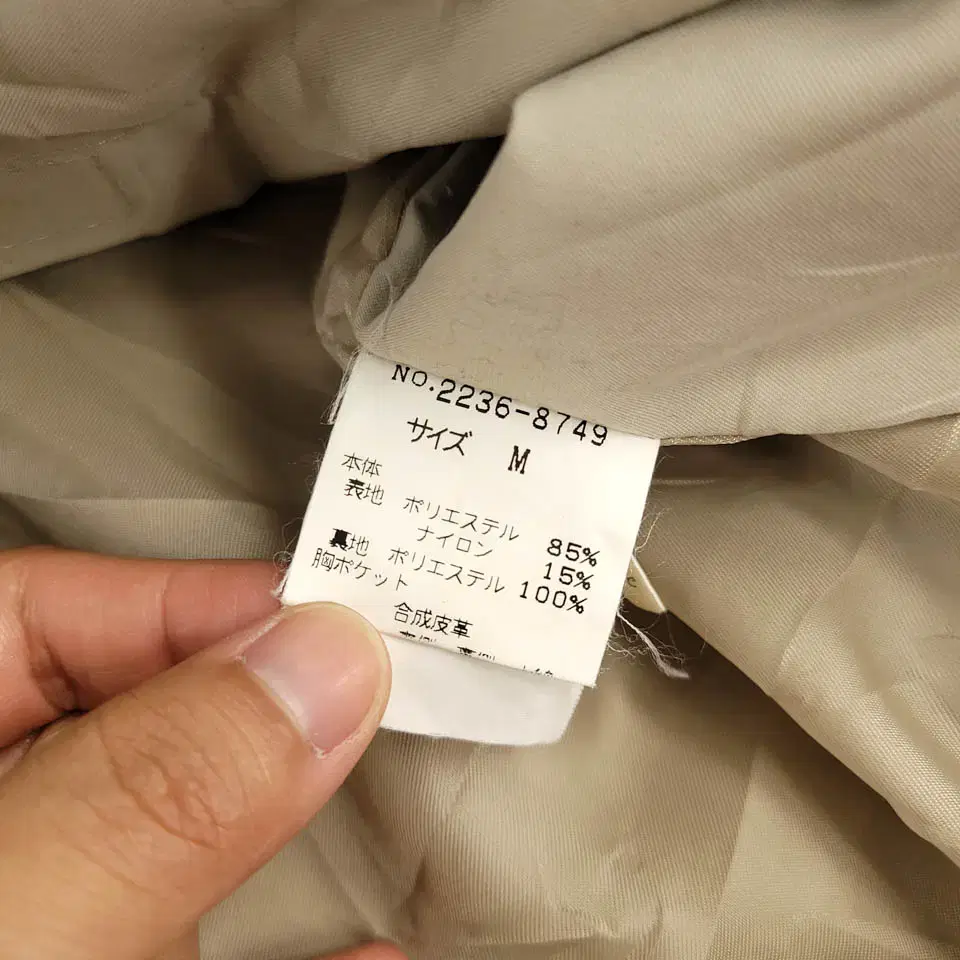 NO.2236-8749
サイズ M
本体
表地 ポリエステル 85%
ナイロン 15%
裏地 ポリエステル 100%
胸ポケット
合成皮革